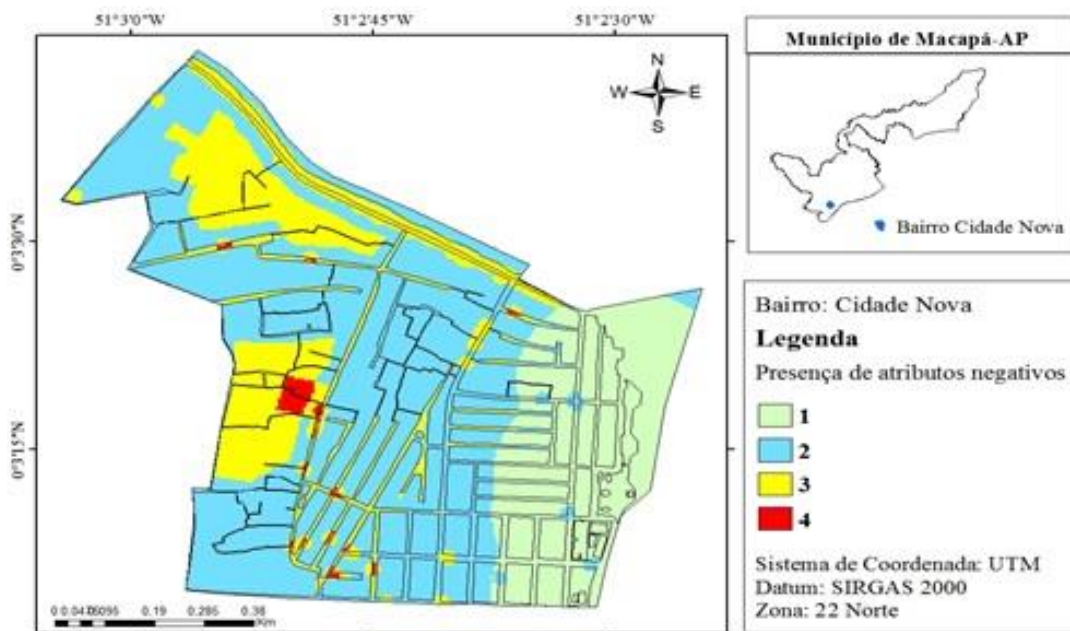 51°3'0"W 51°2'45"W 51°2'30"W
0°3'30"N
0°3'15"N
N
W E
S
0 0.19 0.285 0.38
Km
Município de Macapá-AP
Bairro Cidade Nova
Bairro: Cidade Nova
Legenda
Presença de atributos negativos
1
2
3
4
Sistema de Coordenada: UTM
Datum: SIRGAS 2000
Zona: 22 Norte